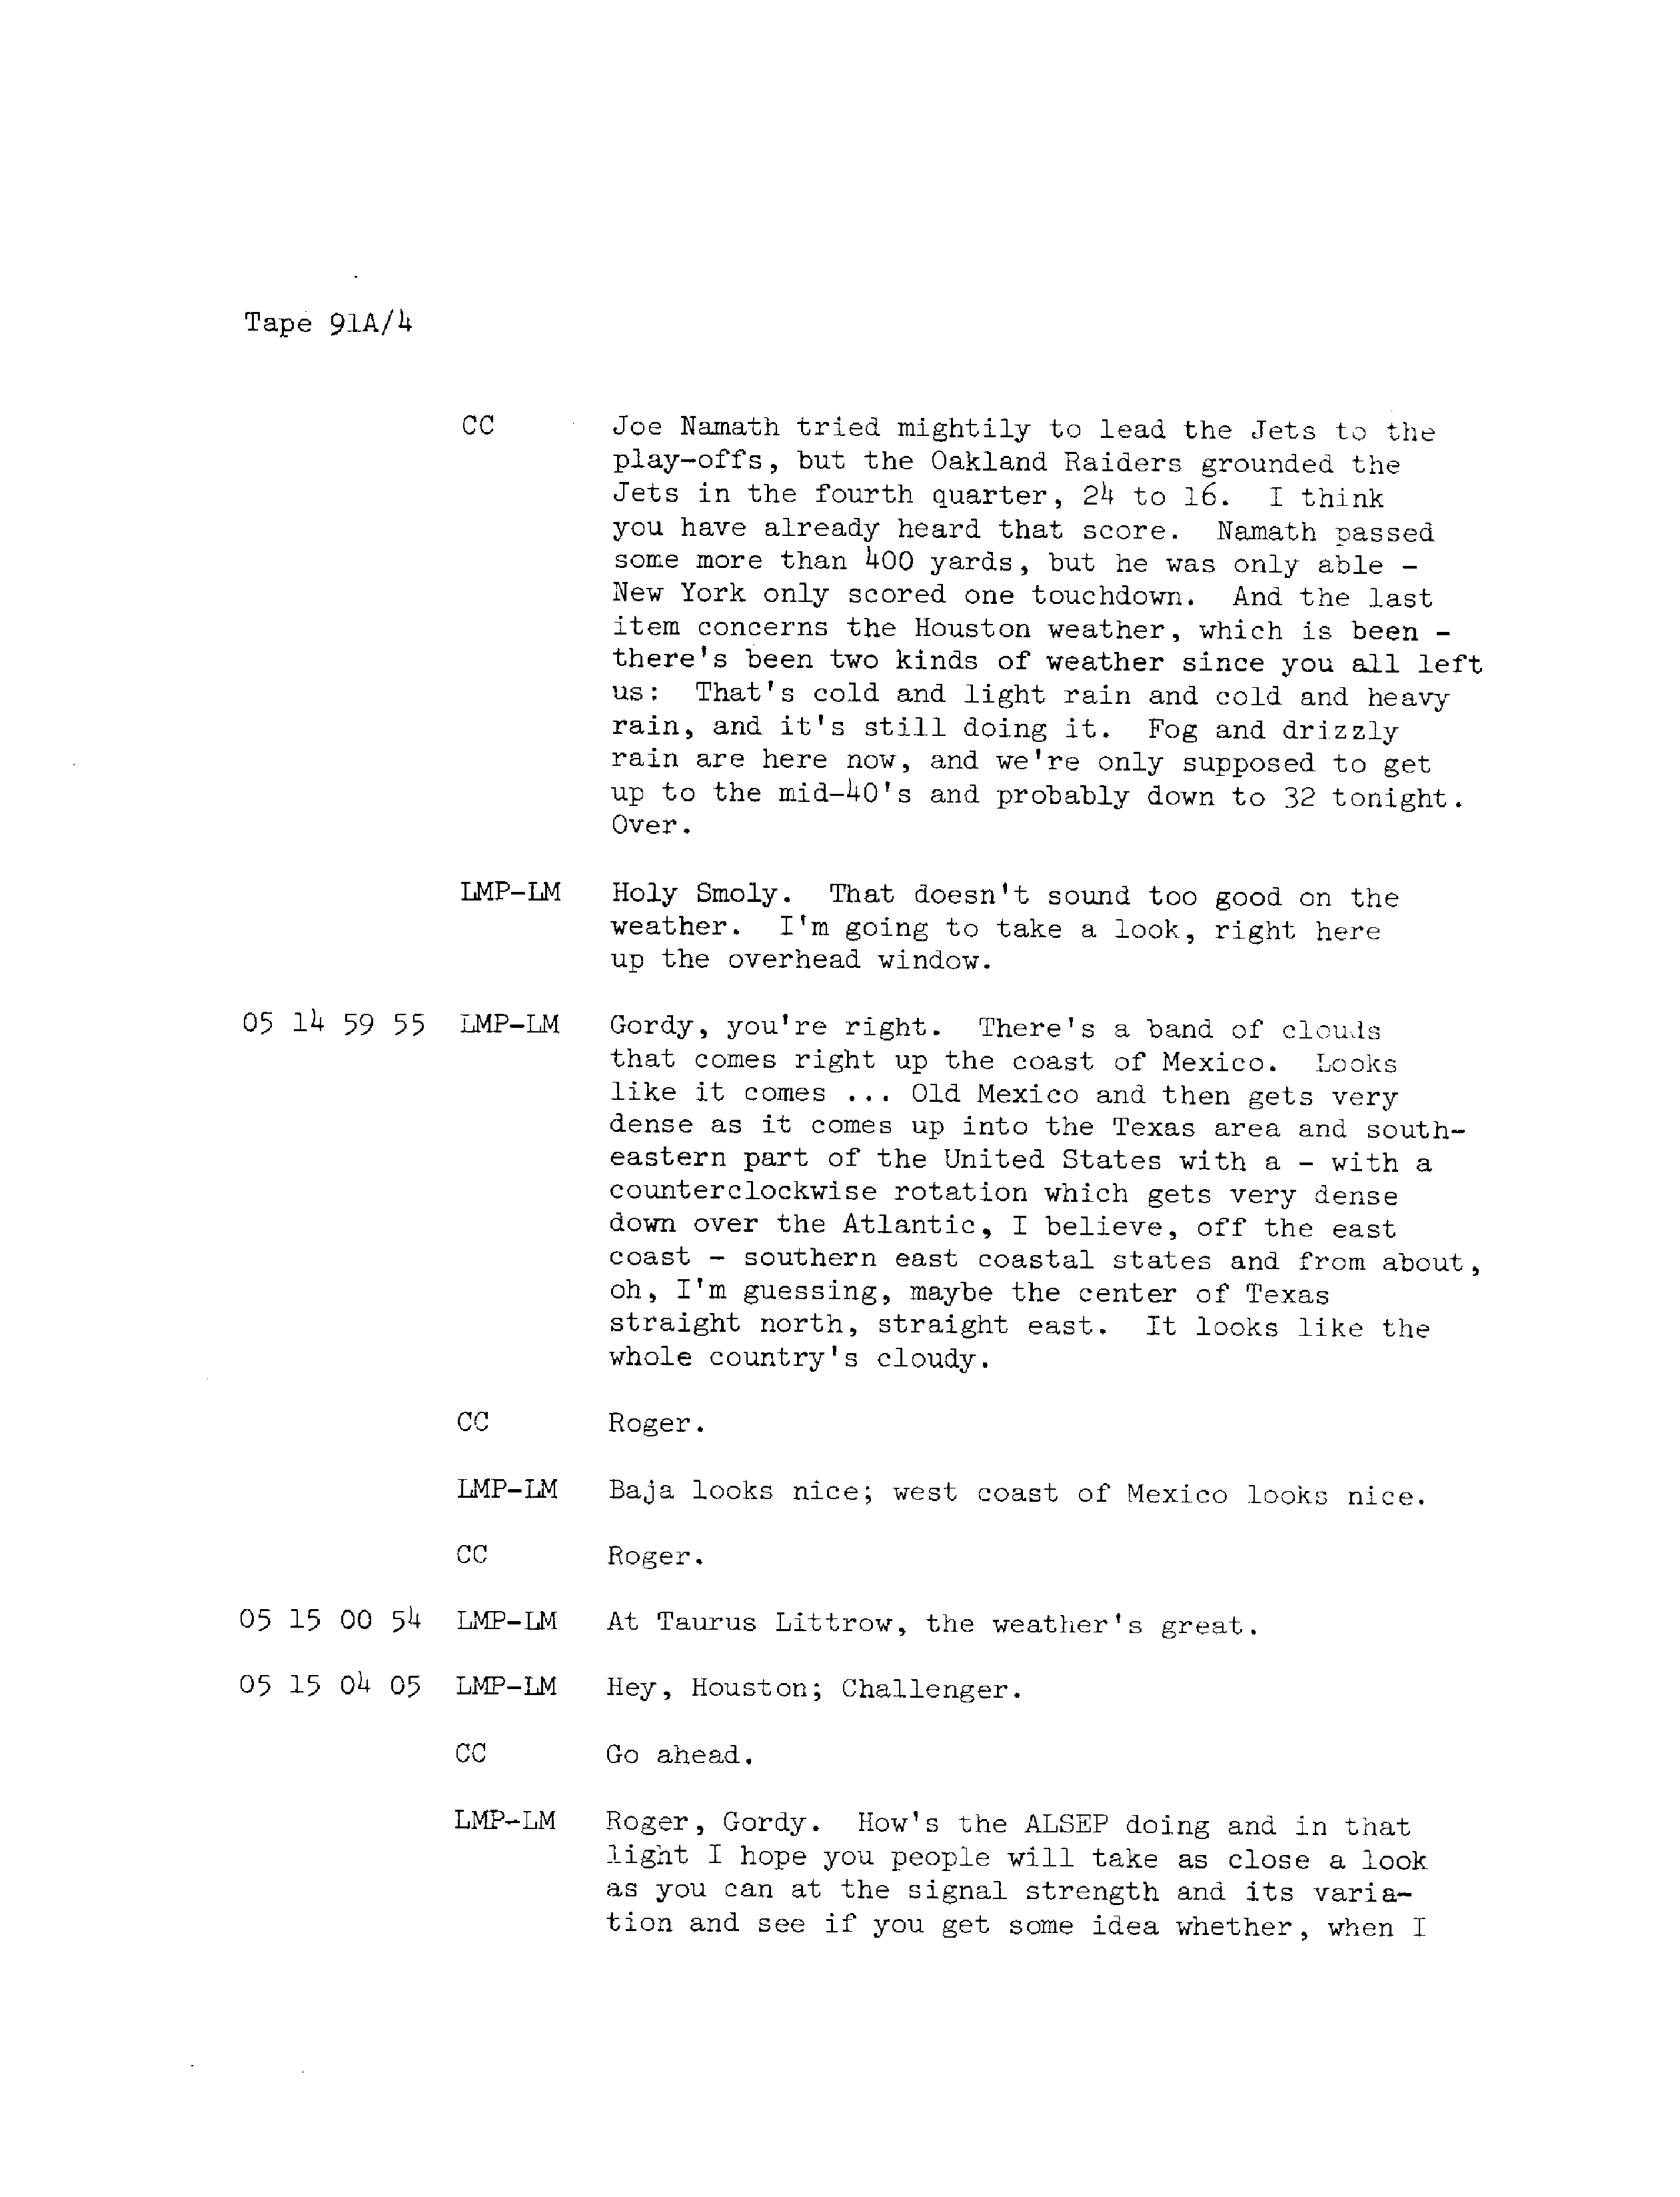 Tape 91A/4
CC Joe Namath tried mightily to lead the Jets to the
play-offs, but the Oakland Raiders grounded the
Jets in the fourth quarter, 24 to 16. I think
you have already heard that score. Namath passed
some more than 400 yards, but he was only able -
New York only scored one touchdown. And the last
item concerns the Houston weather, which is been -
there's been two kinds of weather since you all left
us: That's cold and light rain and cold and heavy
rain, and it's still doing it. Fog and drizzly
rain are here now, and we're only supposed to get
up to the mid-40's and probably down to 32 tonight.
Over.
LMP-LM Holy Smoly. That doesn't sound too good on the
weather. I'm going to take a look, right here
up the overhead window.
05 14 59 55 LMP-LM Gordy, you're right. There's a band of clouds
that comes right up the coast of Mexico. Looks
like it comes ... Old Mexico and then gets very
dense as it comes up into the Texas area and south-
eastern part of the United States with a - with a
counterclockwise rotation which gets very dense
down over the Atlantic, I believe, off the east
coast - southern east coastal states and from about,
oh, I'm guessing, maybe the center of Texas
straight north, straight east. It looks like the
whole country's cloudy.
CC Roger.
LMP-LM Baja looks nice; west coast of Mexico looks nice.
CC Roger.
05 15 00 54 LMP-LM At Taurus Littrow, the weather's great.
05 15 04 05 LMP-LM Hey, Houston; Challenger.
CC Go ahead.
LMP-LM Roger, Gordy. How's the ALSEP doing and in that
light I hope you people will take as close a look
as you can at the signal strength and its varia-
tion and see if you get some idea whether, when I